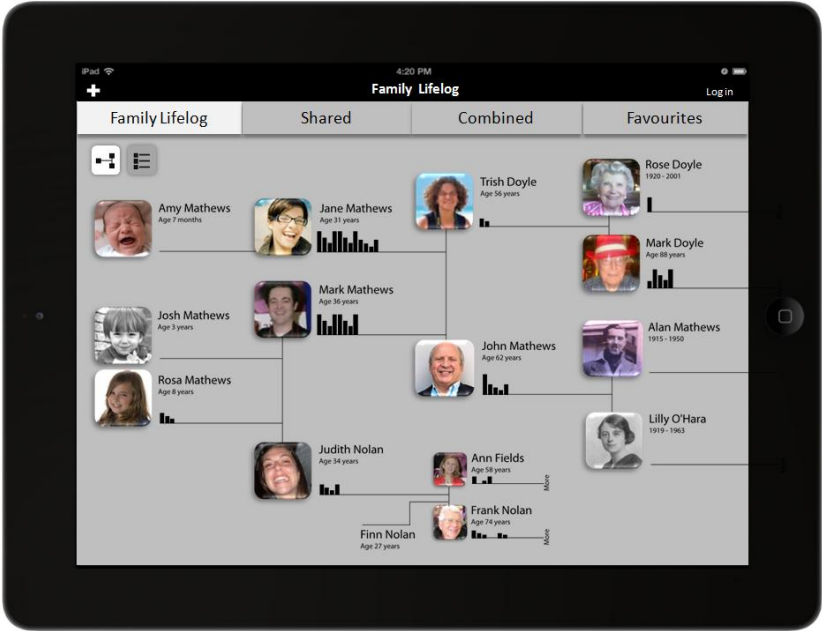 iPad 4:20 PM
Family Lifelog
Log in
Family Lifelog Shared Combined Favourites
Amy Mathews
Age 7 months
Josh Mathews
Age 3 years
Rosa Mathews
Age 8 years
Jane Mathews
Age 31 years
Mark Mathews
Age 36 years
Judith Nolan
Age 34 years
Trish Doyle
Age 56 years
John Mathews
Age 62 years
Ann Fields
Age 58 years
More
Frank Nolan
Age 74 years
More
Finn Nolan
Age 27 years
Rose Doyle
1920 - 2001
Mark Doyle
Age 88 years
Alan Mathews
1915 - 1950
Lilly O'Hara
1919 - 1963